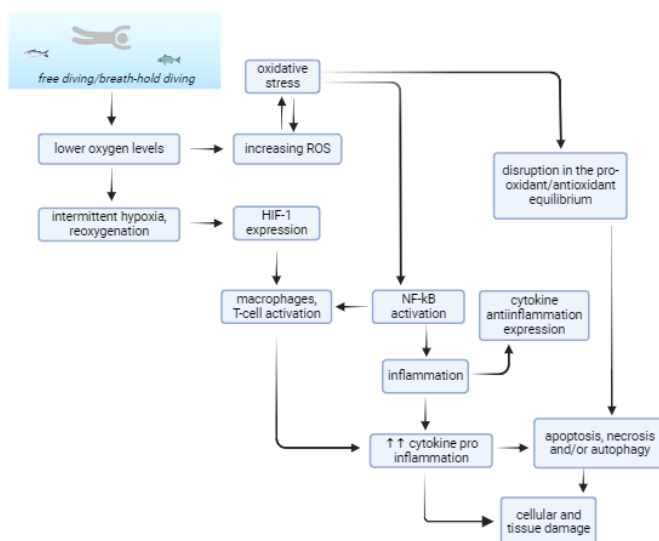 free diving/breath-hold diving
oxidative
stress
lower oxygen levels
increasing ROS
disruption in the pro-
oxidant/antioxidant
equilibrium
intermittent hypoxia,
reoxygenation
HIF-1
expression
macrophages,
T-cell activation
NF-kB
activation
cytokine
antiinflammation
expression
inflammation
↑↑ cytokine pro
inflammation
apoptosis, necrosis
and/or autophagy
cellular and
tissue damage